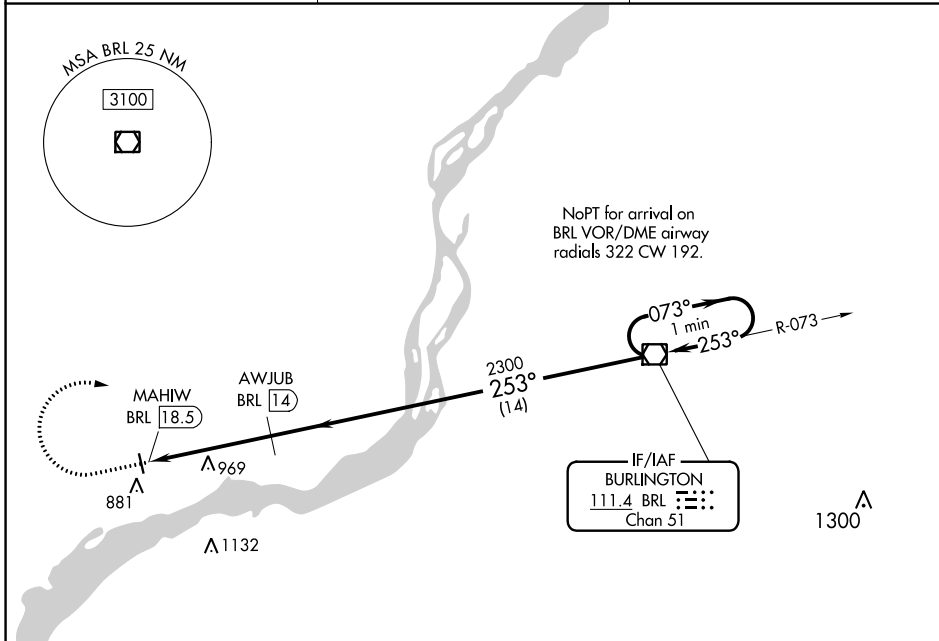 MSA BRL 25 NM
3100
NoPT for arrival on
BRL VOR/DME airway
radials 322 CW 192.
073°
1 min
253°
R-073
2300
253°
(14)
AWJUB
BRL 14
MAHIW
BRL 18.5
969
881
1132
IF/IAF
BURLINGTON
111.4 BRL
Chan 51
1300